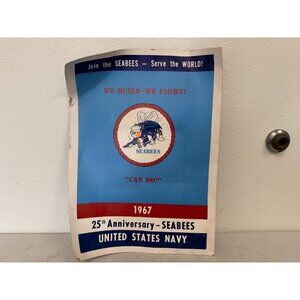 Join the SEABEES — Serve the WORLD!
WE BUILD - WE FIGHT!
SEABEES
"CAN DO!"
1967
25th Anniversary - SEABEES
UNITED STATES NAVY